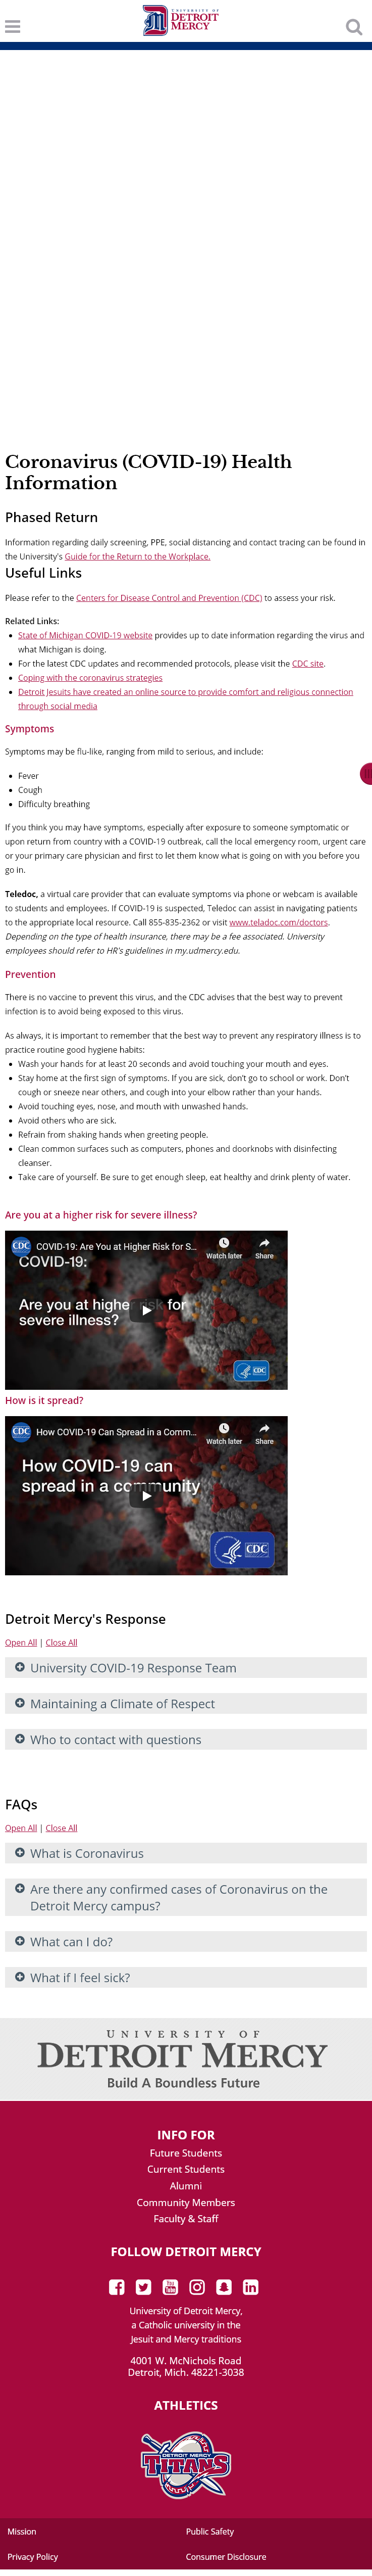 UNIVERSITY OF
DETROIT
MERCY
Coronavirus (COVID-19) Health
Information
Phased Return
Information regarding daily screening, PPE, social distancing and contact tracing can be found in
the University's Guide for the Return to the Workplace.
Useful Links
Please refer to the Centers for Disease Control and Prevention (CDC) to assess your risk.
Related Links:
State of Michigan COVID-19 website provides up to date information regarding the virus and
what Michigan is doing.
For the latest CDC updates and recommended protocols, please visit the CDC site.
Coping with the coronavirus strategies
Detroit Jesuits have created an online source to provide comfort and religious connection
through social media
Symptoms
Symptoms may be flu-like, ranging from mild to serious, and include:
Fever
Cough
Difficulty breathing
If you think you may have symptoms, especially after exposure to someone symptomatic or
upon return from country with a COVID-19 outbreak, call the local emergency room, urgent care
or your primary care physician and first to let them know what is going on with you before you
go in.
Teledoc, a virtual care provider that can evaluate symptoms via phone or webcam is available
to students and employees. If COVID-19 is suspected, Teledoc can assist in navigating patients
to the appropriate local resource. Call 855-835-2362 or visit www.teladoc.com/doctors.
Depending on the type of health insurance, there may be a fee associated. University
employees should refer to HR's guidelines in my.udmercy.edu.
Prevention
There is no vaccine to prevent this virus, and the CDC advises that the best way to prevent
infection is to avoid being exposed to this virus.
As always, it is important to remember that the best way to prevent any respiratory illness is to
practice routine good hygiene habits:
Wash your hands for at least 20 seconds and avoid touching your mouth and eyes.
Stay home at the first sign of symptoms. If you are sick, don't go to school or work. Don't
cough or sneeze near others, and cough into your elbow rather than your hands.
Avoid touching eyes, nose, and mouth with unwashed hands.
Avoid others who are sick.
Refrain from shaking hands when greeting people.
Clean common surfaces such as computers, phones and doorknobs with disinfecting
cleanser.
Take care of yourself. Be sure to get enough sleep, eat healthy and drink plenty of water.
Are you at a higher risk for severe illness?
CDC COVID-19: Are You at Higher Risk for S... Watch later Share
COVID-19:
Are you at higher risk for
severe illness?
CDC
How is it spread?
CDC How COVID-19 Can Spread in a Comm... Watch later Share
How COVID-19 can
spread in a community
CDC
Detroit Mercy's Response
Open All | Close All
University COVID-19 Response Team
Maintaining a Climate of Respect
Who to contact with questions
FAQs
Open All | Close All
What is Coronavirus
Are there any confirmed cases of Coronavirus on the
Detroit Mercy campus?
What can I do?
What if I feel sick?
UNIVERSITY OF
DETROIT MERCY
Build A Boundless Future
INFO FOR
Future Students
Current Students
Alumni
Community Members
Faculty & Staff
FOLLOW DETROIT MERCY
University of Detroit Mercy,
a Catholic university in the
Jesuit and Mercy traditions
4001 W. McNichols Road
Detroit, Mich. 48221-3038
ATHLETICS
DETROIT MERCY
TITANS
Mission Public Safety
Privacy Policy Consumer Disclosure